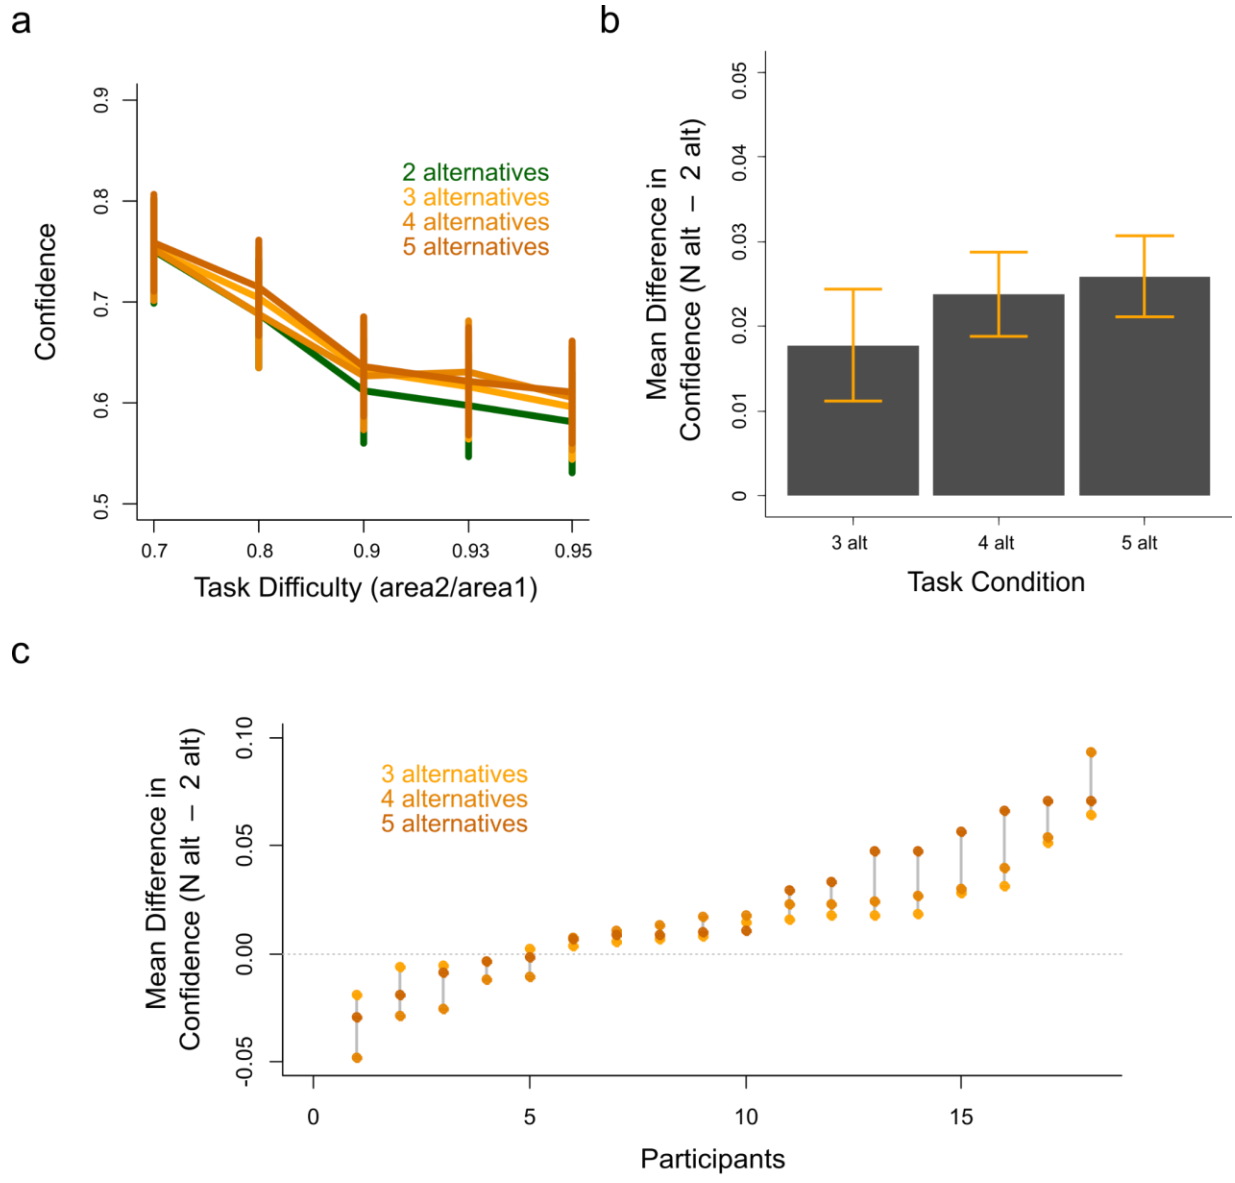 a
b
0.9
0.8
0.7
0.6
0.5
Confidence
2 alternatives
3 alternatives
4 alternatives
5 alternatives
0.7 0.8 0.9 0.93 0.95
Task Difficulty (area2/area1)
0.05
0.04
0.03
0.02
0.01
0
Mean Difference in
Confidence (N alt − 2 alt)
3 alt 4 alt 5 alt
Task Condition
c
0.10
0.05
0.00
-0.05
Mean Difference in
Confidence (N alt − 2 alt)
3 alternatives
4 alternatives
5 alternatives
0 5 10 15
Participants